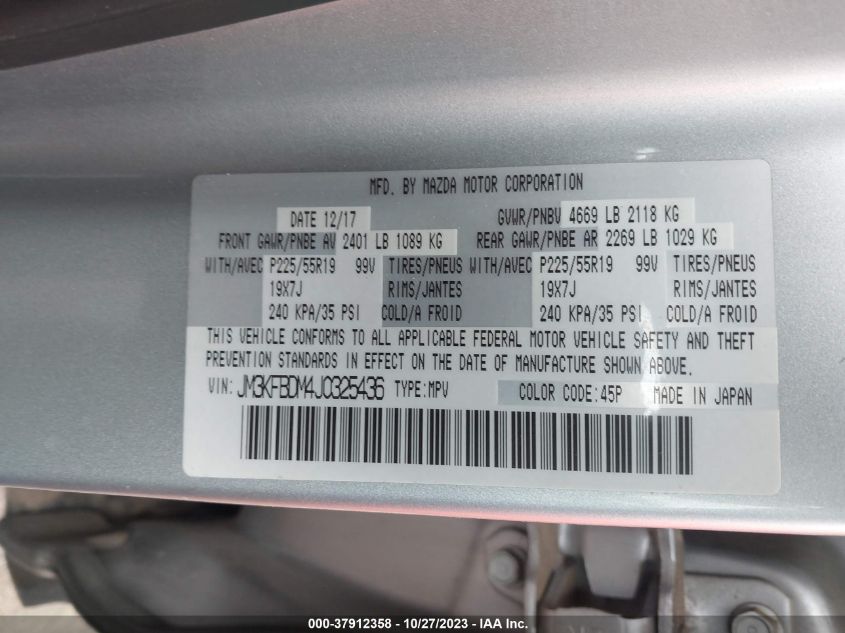 MFD. BY MAZDA MOTOR CORPORATION
DATE 12/17 GVWR/PNBV 4669 LB 2118 KG
FRONT GAWR/PNBE AV 2401 LB 1089 KG REAR GAWR/PNBE AR 2269 LB 1029 KG
WITH/AVEC P225/55R19 99V TIRES/PNEUS WITH/AVEC P225/55R19 99V TIRES/PNEUS
19X7J RIMS/JANTES 19X7J RIMS/JANTES
240 KPA/35 PSI COLD/A FROID 240 KPA/35 PSI COLD/A FROID
THIS VEHICLE CONFORMS TO ALL APPLICABLE FEDERAL MOTOR VEHICLE SAFETY AND THEFT
PREVENTION STANDARDS IN EFFECT ON THE DATE OF MANUFACTURE SHOWN ABOVE.
VIN: JM3KFBDM4J0325436 TYPE:MPV COLOR CODE:45P MADE IN JAPAN
000-37912358 - 10/27/2023 - IAA Inc.